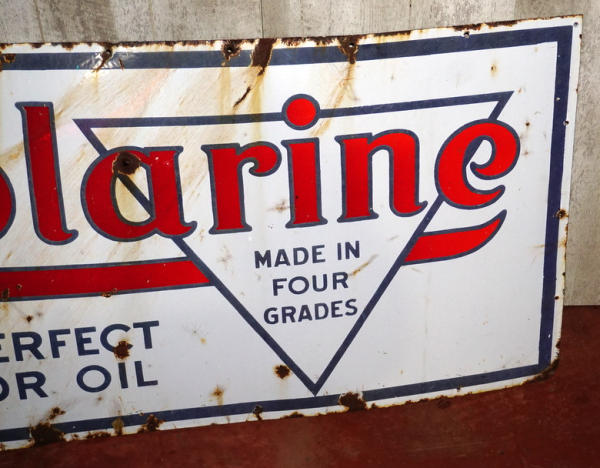 olarine
MADE IN
FOUR
GRADES
ERFECT
OR OIL